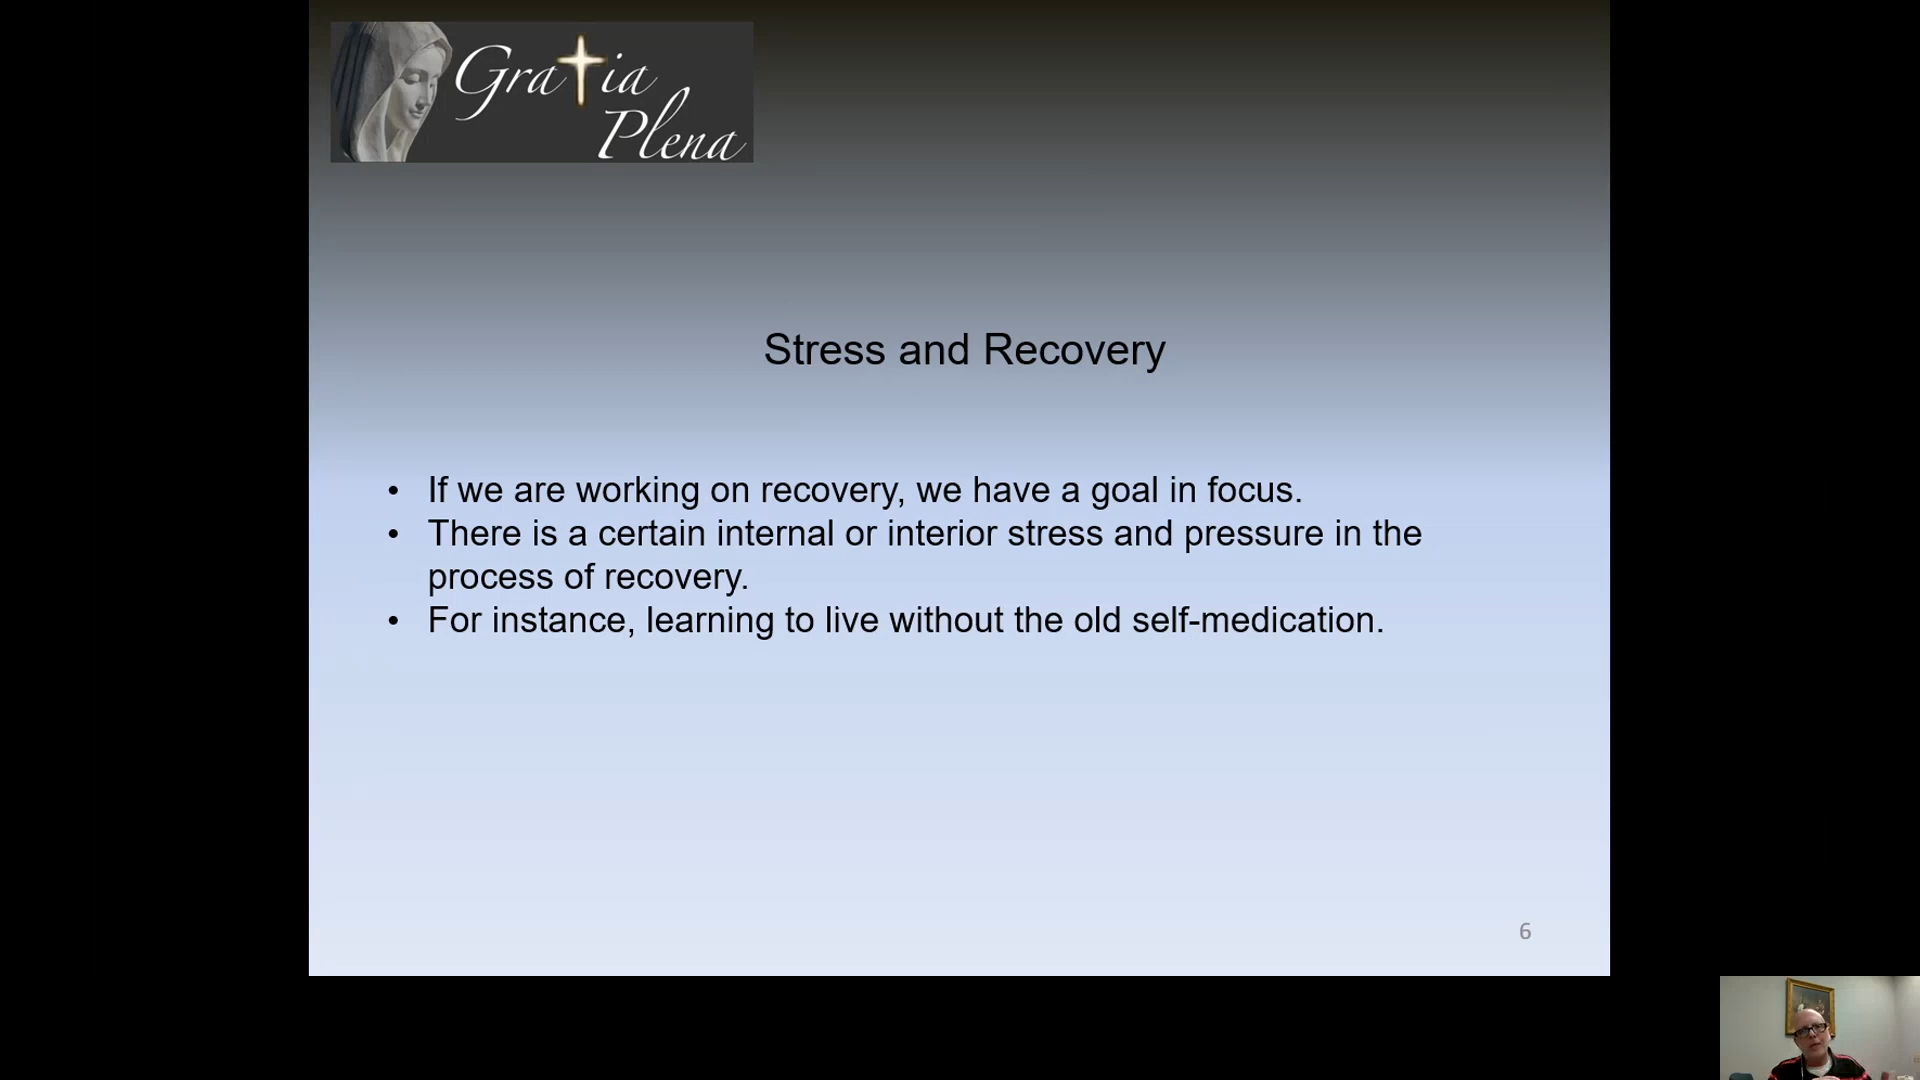 Gratia
Plena
Stress and Recovery
• If we are working on recovery, we have a goal in focus.
• There is a certain internal or interior stress and pressure in the
process of recovery.
• For instance, learning to live without the old self-medication.
6